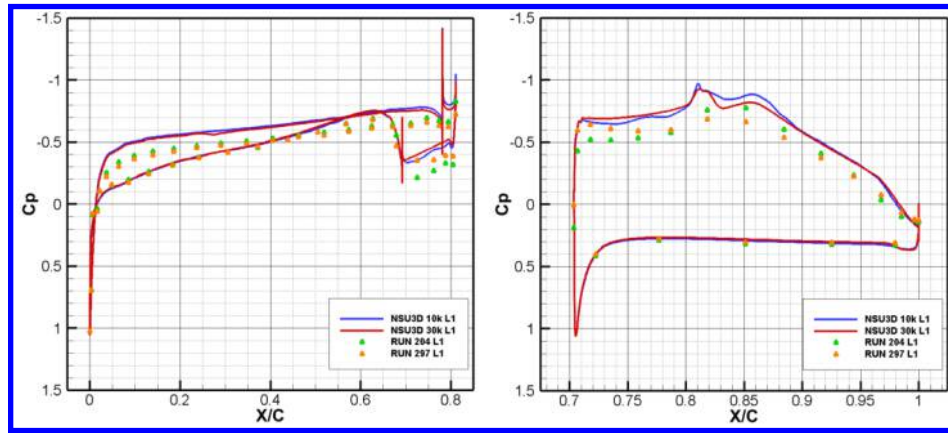 -1.5
-1
-0.5
0
0.5
1
1.5
Cp
0 0.2 0.4 0.6 0.8
X/C
NSU3D 10k L1
NSU3D 30k L1
RUN 204 L1
RUN 297 L1
-1.5
-1
-0.5
0
0.5
1
1.5
Cp
0.7 0.75 0.8 0.85 0.9 0.95 1
X/C
NSU3D 10k L1
NSU3D 30k L1
RUN 204 L1
RUN 297 L1